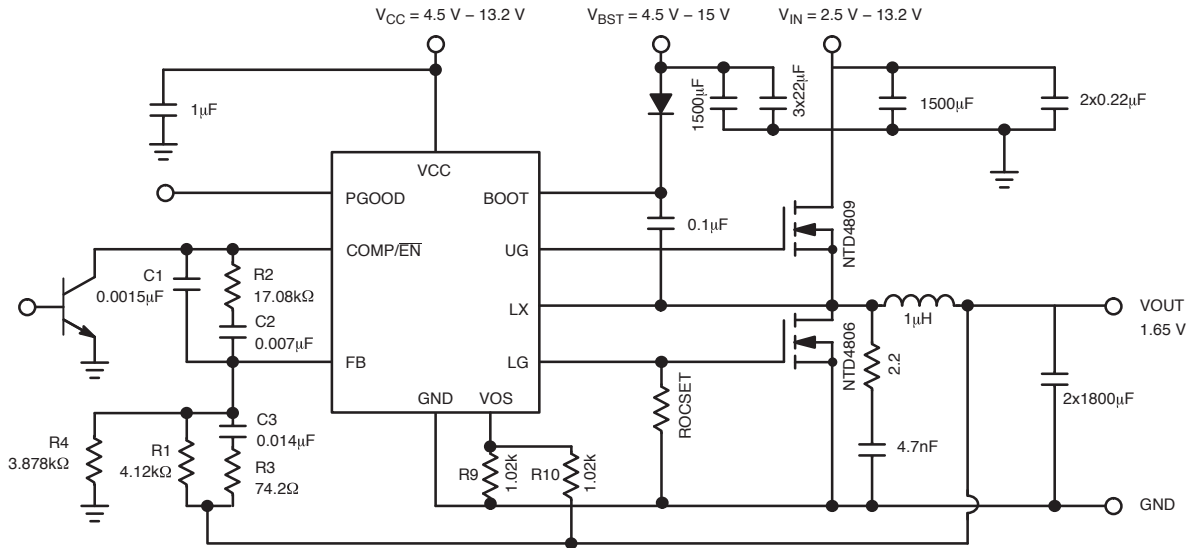 V_CC = 4.5 V – 13.2 V
V_BST = 4.5 V – 15 V
V_IN = 2.5 V – 13.2 V
1μF
1500μF
3x22μF
1500μF
2x0.22μF
VCC
PGOOD
BOOT
COMP/EN
UG
LX
FB
LG
GND
VOS
0.1μF
NTD4809
C1
0.0015μF
R2
17.08kΩ
C2
0.007μF
1μH
VOUT
1.65 V
NTD4806
2.2
ROCSET
2x1800μF
4.7nF
C3
0.014μF
R4
3.878kΩ
R1
4.12kΩ
R3
74.2Ω
R9
1.02k
R10
1.02k
GND